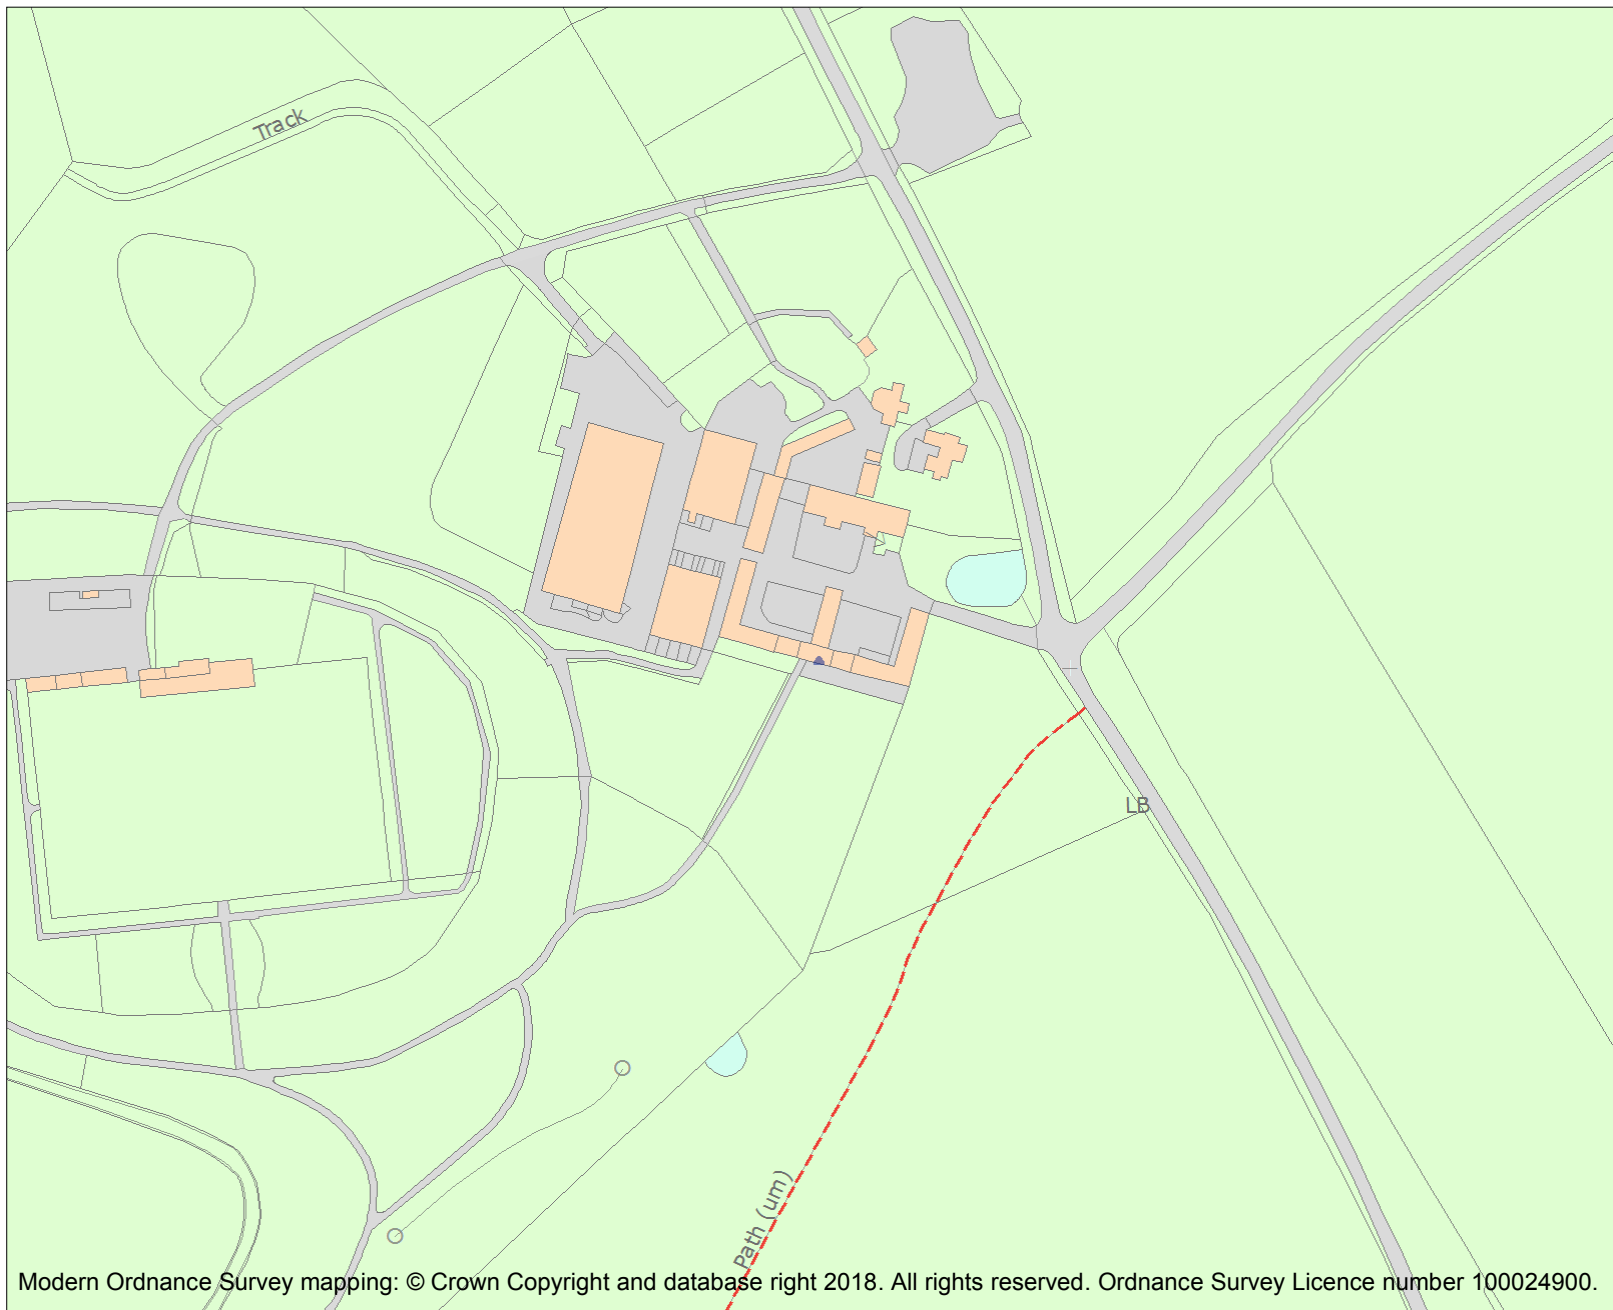 Track
LB
Path (um)
Modern Ordnance Survey mapping: © Crown Copyright and database right 2018. All rights reserved. Ordnance Survey Licence number 100024900.